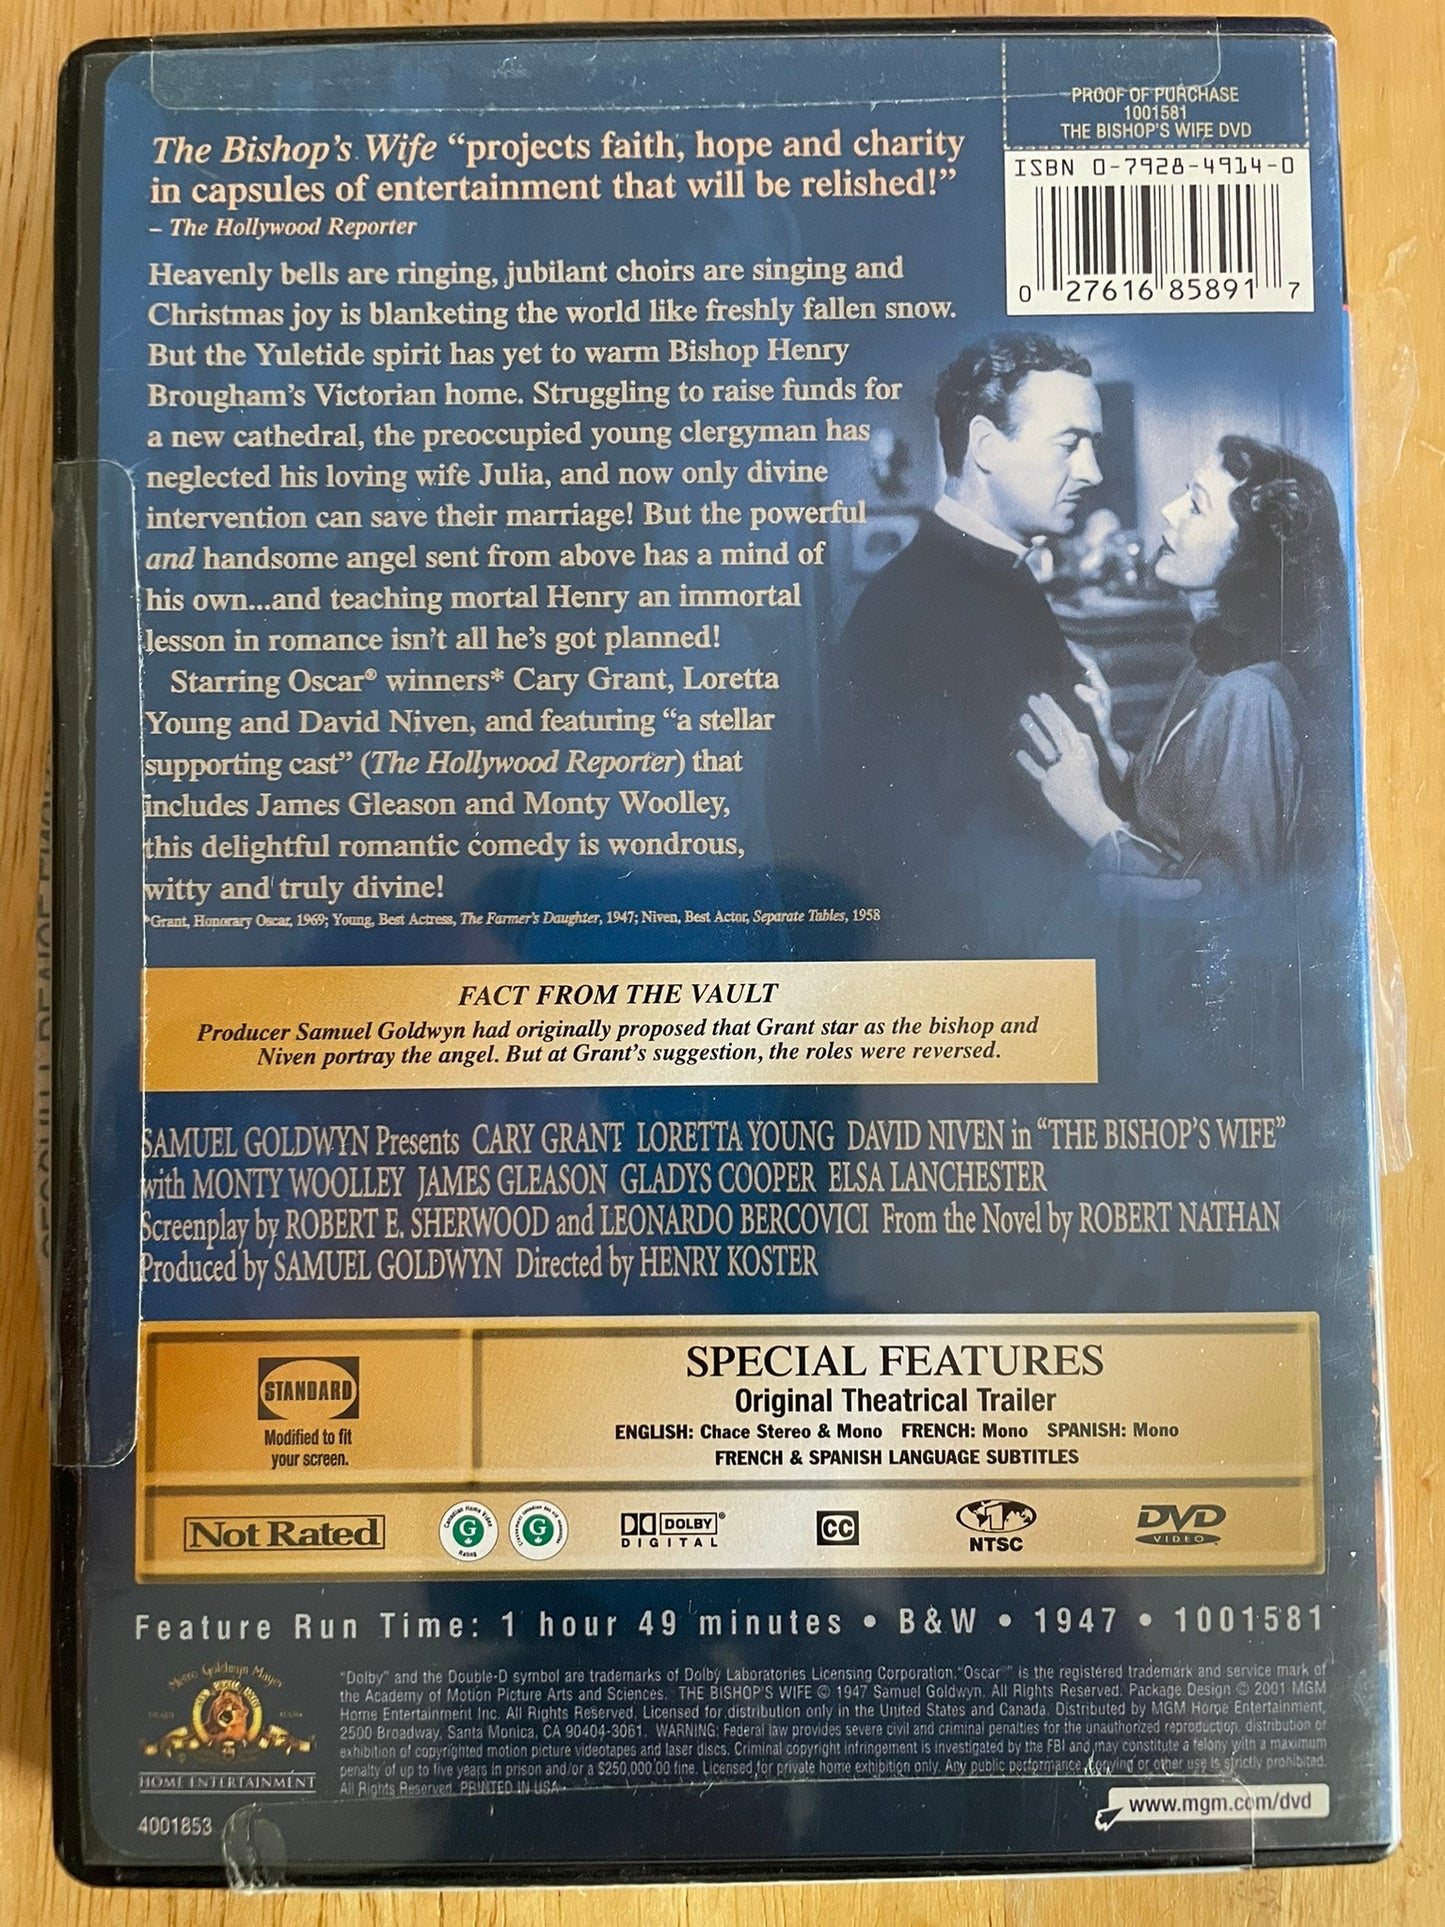 PROOF OF PURCHASE
1001581
THE BISHOP'S WIFE DVD
ISBN 0-7928-4914-0
0 27616 85891 7
The Bishop's Wife “projects faith, hope and charity
in capsules of entertainment that will be relished!”
– The Hollywood Reporter
Heavenly bells are ringing, jubilant choirs are singing and
Christmas joy is blanketing the world like freshly fallen snow.
But the Yuletide spirit has yet to warm Bishop Henry
Brougham's Victorian home. Struggling to raise funds for
a new cathedral, the preoccupied young clergyman has
neglected his loving wife Julia, and now only divine
intervention can save their marriage! But the powerful
and handsome angel sent from above has a mind of
his own...and teaching mortal Henry an immortal
lesson in romance isn't all he's got planned!
Starring Oscar® winners* Cary Grant, Loretta
Young and David Niven, and featuring “a stellar
supporting cast” (The Hollywood Reporter) that
includes James Gleason and Monty Woolley,
this delightful romantic comedy is wondrous,
witty and truly divine!
*Grant, Honorary Oscar, 1969; Young, Best Actress, The Farmer's Daughter, 1947; Niven, Best Actor, Separate Tables, 1958
FACT FROM THE VAULT
Producer Samuel Goldwyn had originally proposed that Grant star as the bishop and
Niven portray the angel. But at Grant's suggestion, the roles were reversed.
SAMUEL GOLDWYN Presents CARY GRANT LORETTA YOUNG DAVID NIVEN in “THE BISHOP'S WIFE”
with MONTY WOOLLEY JAMES GLEASON GLADYS COOPER ELSA LANCHESTER
Screenplay by ROBERT E. SHERWOOD and LEONARDO BERCOVICI From the Novel by ROBERT NATHAN
Produced by SAMUEL GOLDWYN Directed by HENRY KOSTER
STANDARD
Modified to fit
your screen.
SPECIAL FEATURES
Original Theatrical Trailer
ENGLISH: Chace Stereo & Mono FRENCH: Mono SPANISH: Mono
FRENCH & SPANISH LANGUAGE SUBTITLES
Not Rated
Canadian Home Video
G
Ratings
G
DOLBY®
DIGITAL
CC
NTSC
DVD
VIDEO
Feature Run Time: 1 hour 49 minutes • B&W • 1947 • 1001581
Metro Goldwyn Mayer
TRADE MARK
HOME ENTERTAINMENT
“Dolby” and the Double-D symbol are trademarks of Dolby Laboratories Licensing Corporation. “Oscar ” is the registered trademark and service mark of
the Academy of Motion Picture Arts and Sciences. THE BISHOP'S WIFE © 1947 Samuel Goldwyn. All Rights Reserved. Package Design © 2001 MGM
Home Entertainment Inc. All Rights Reserved. Licensed for distribution only in the United States and Canada. Distributed by MGM Home Entertainment,
2500 Broadway, Santa Monica, CA 90404-3061. WARNING: Federal law provides severe civil and criminal penalties for the unauthorized reproduction, distribution or
exhibition of copyrighted motion picture videotapes and laser discs. Criminal copyright infringement is investigated by the FBI and may constitute a felony with a maximum
penalty of up to five years in prison and/or a $250,000.00 fine. Licensed for private home exhibition only. Any public performance, copying or other use is strictly prohibited.
All Rights Reserved. PRINTED IN USA
4001853
www.mgm.com/dvd